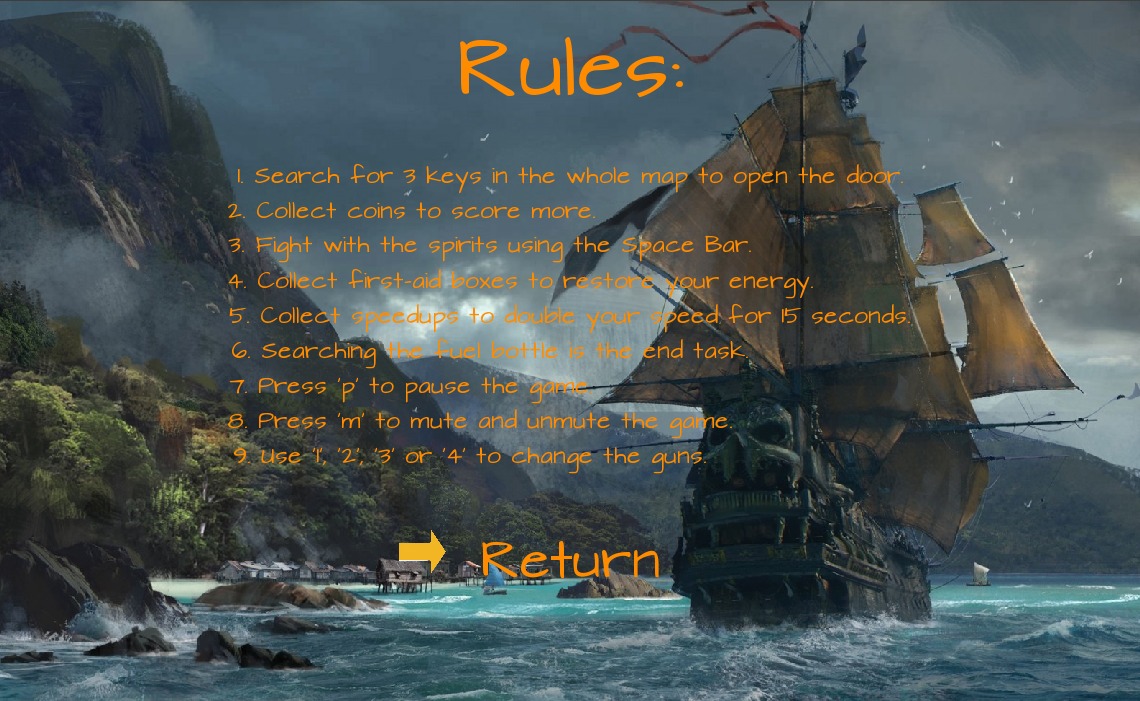 Rules:
1. Search for 3 keys in the whole map to open the door.
2. Collect coins to score more.
3. Fight with the spirits using the Space Bar.
4. Collect first-aid boxes to restore your energy.
5. Collect speedups to double your speed for 15 seconds.
6. Searching the fuel bottle is the end task.
7. Press 'p' to pause the game.
8. Press 'm' to mute and unmute the game.
9. Use '1', '2', '3' or '4' to change the guns.
Return